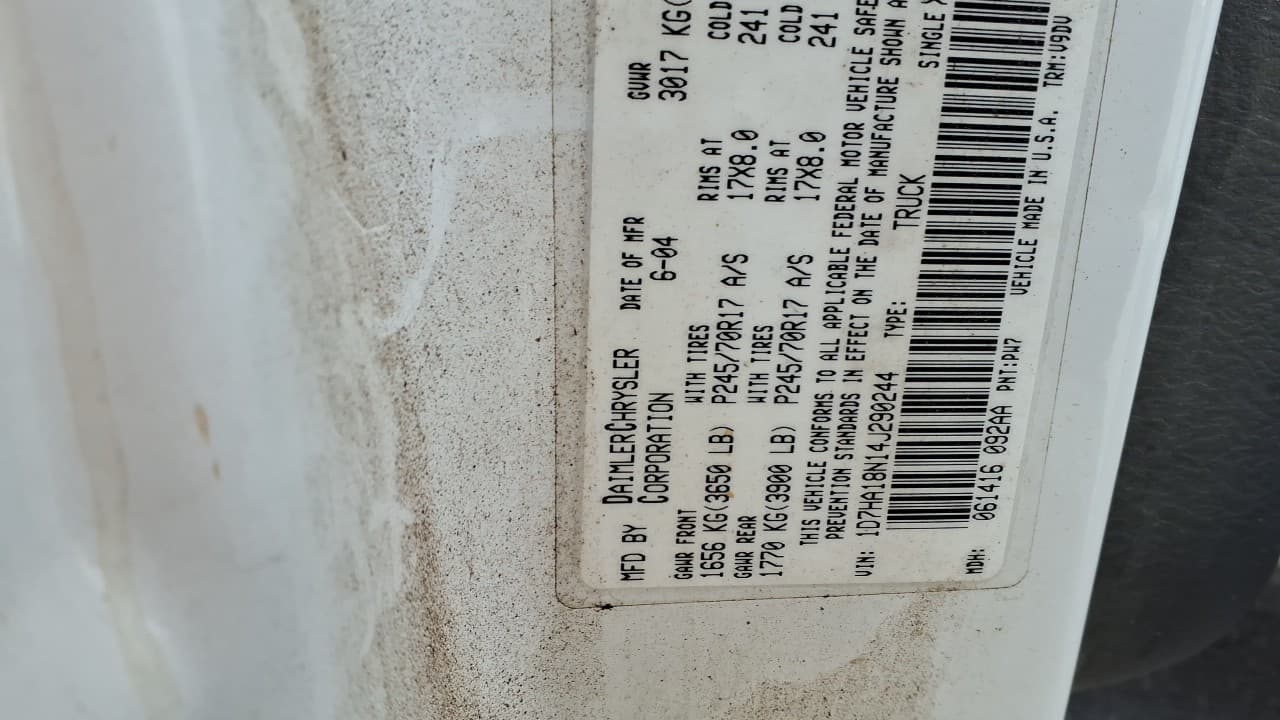 MFD BY DAIMLERCHRYSLER CORPORATION DATE OF MFR 6-04 GVWR 3017 KG(
GAWR FRONT WITH TIRES RIMS AT COLD
1656 KG(3650 LB) P245/70R17 A/S 17X8.0 241
GAWR REAR WITH TIRES RIMS AT COLD
1770 KG(3900 LB) P245/70R17 A/S 17X8.0 241
THIS VEHICLE CONFORMS TO ALL APPLICABLE FEDERAL MOTOR VEHICLE
PREVENTION STANDARDS IN EFFECT ON THE DATE OF MANUFACTURE SHOWN
VIN: 1D7HA18N14J290244 TYPE: TRUCK SINGLE
MDH: 061416 092AA PNT:PW7 VEHICLE MADE IN U.S.A. TRM:V9DV